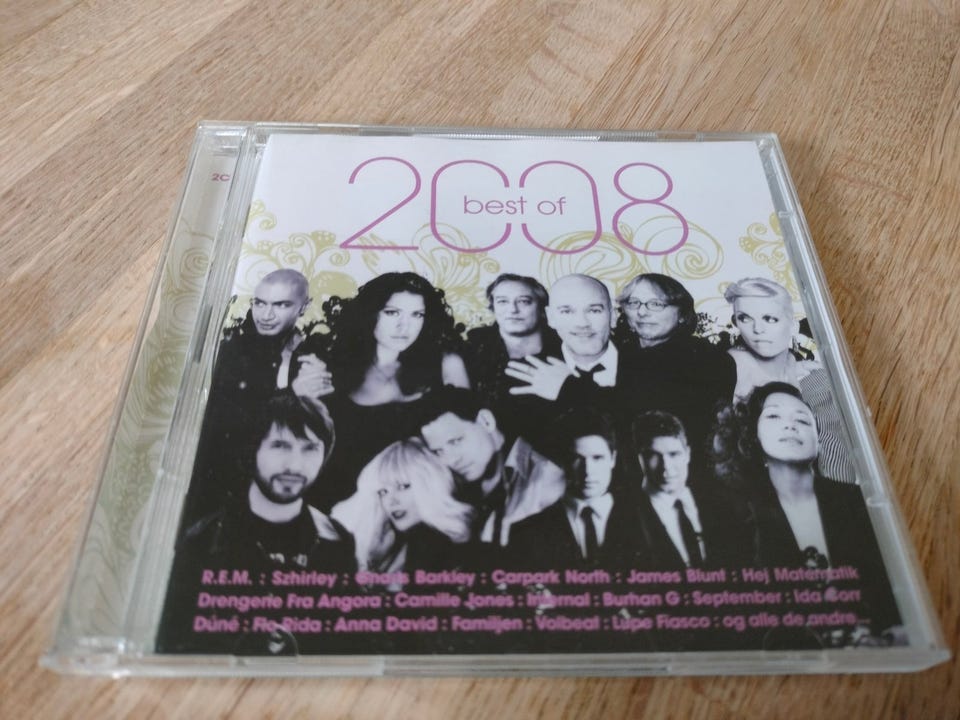 2C
2008
best of
R.E.M. : Szhirley : Gnarls Barkley : Carpark North : James Blunt : Hej Matematik
Drengene Fra Angora : Camille Jones : Infernal : Burhan G : September : Ida Corr
Dúné : Flo Rida : Anna David : Familjen : Volbeat : Lupe Fiasco : og alle de andre...